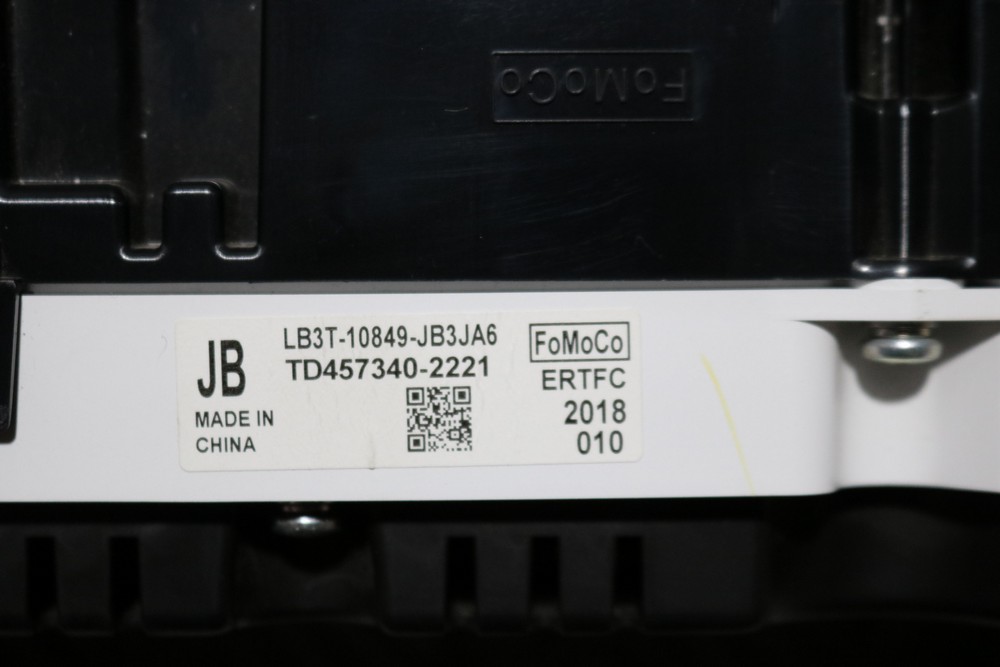 FoMoCo
JB
MADE IN
CHINA
LB3T-10849-JB3JA6
TD457340-2221
FoMoCo
ERTFC
2018
010